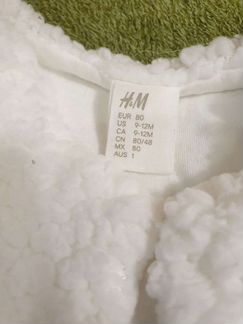 H&M
EUR 80
US 9-12M
CA 9-12M
CN 80/48
MX 80
AUS 1